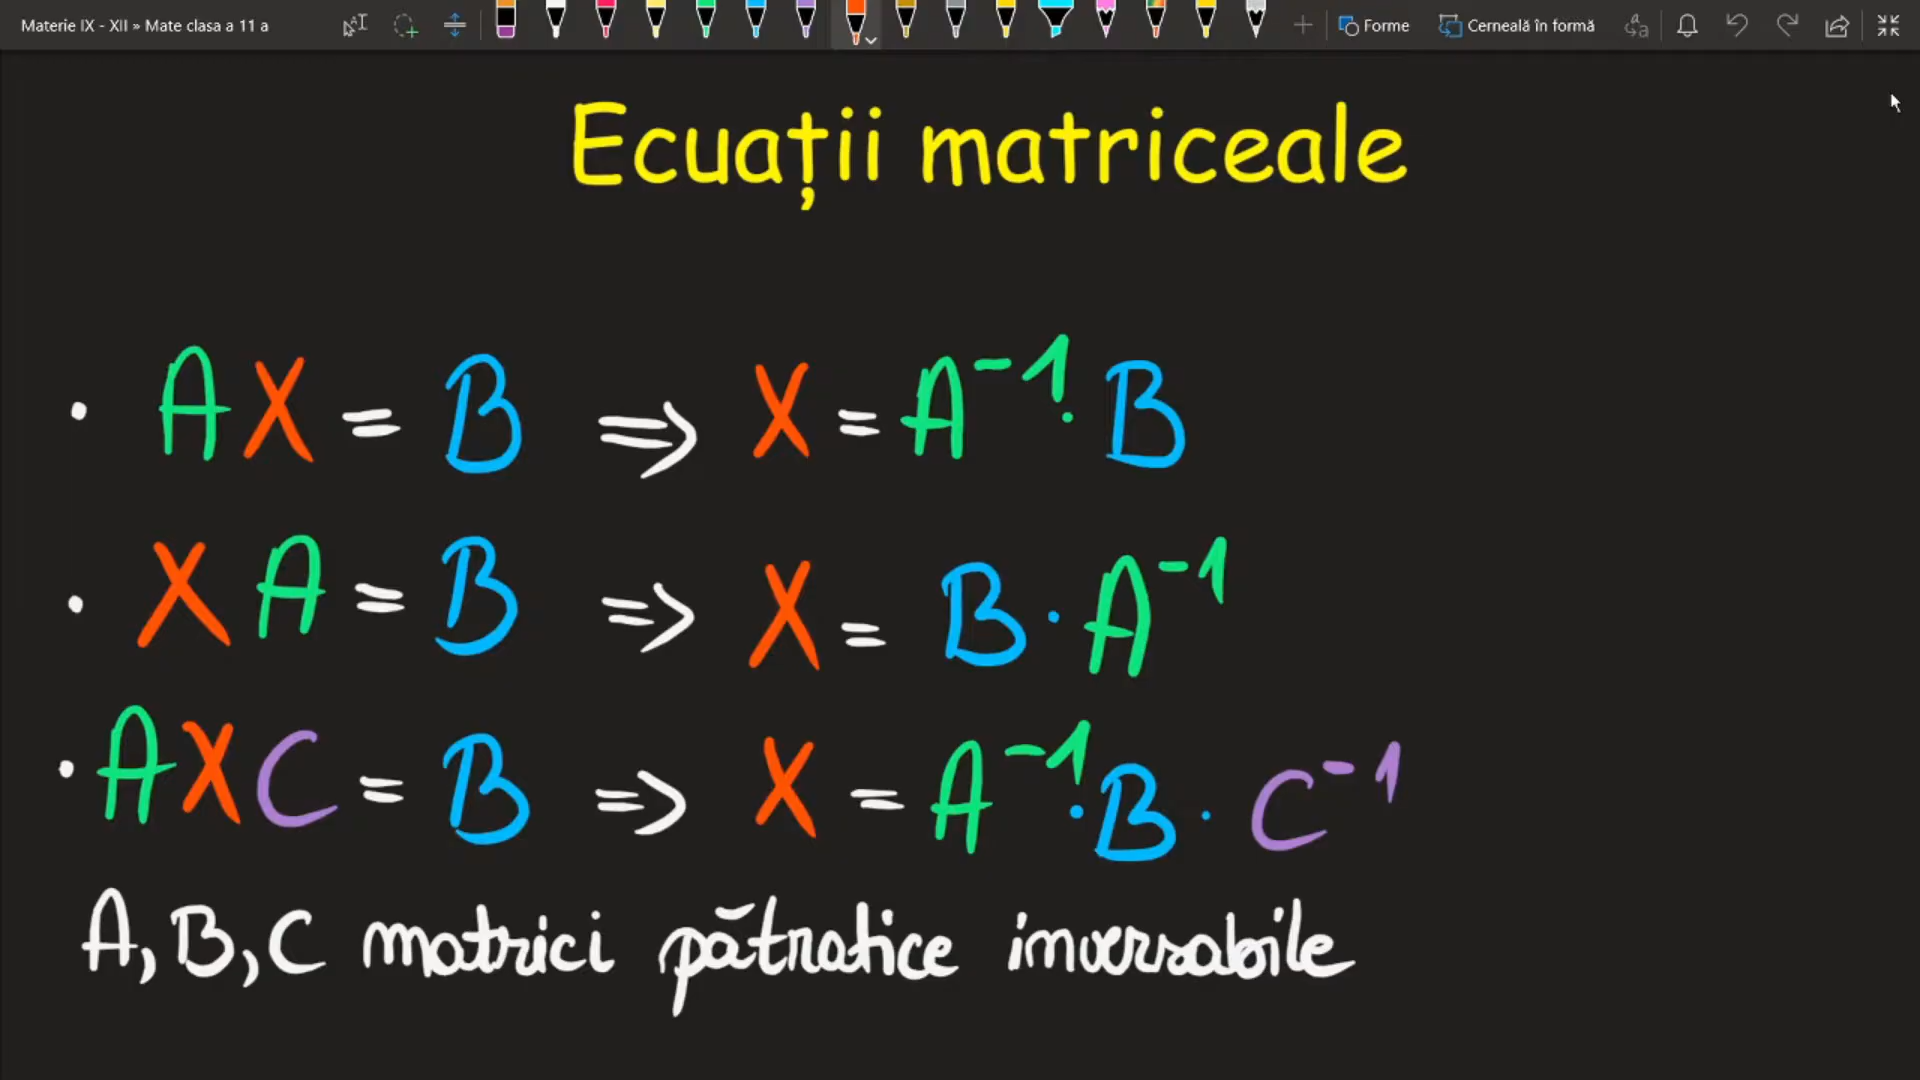 Materie IX - XII » Mate clasa a 11 a
Forme
Cerneală în formă
Ecuații matriceale
• AX = B => X = A⁻¹ · B
• XA = B => X = B · A⁻¹
• AXC = B => X = A⁻¹ · B · C⁻¹
A, B, C matrici pătratice inversabile